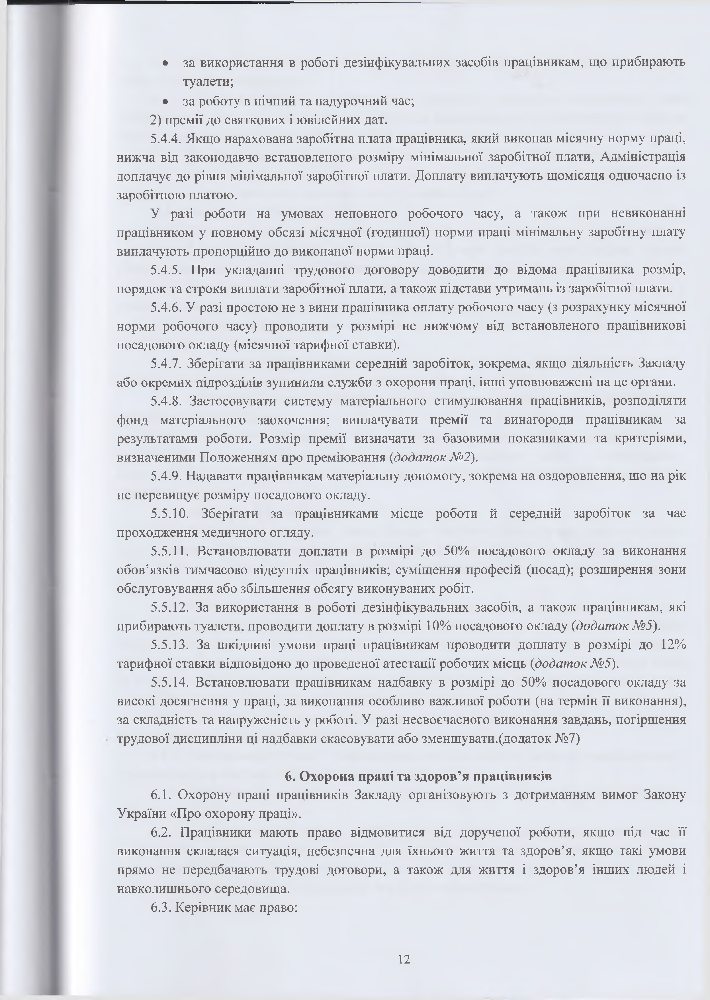 • за використання в роботі дезінфікувальних засобів працівникам, що прибирають
туалети;
• за роботу в нічний та надурочний час;
2) премії до святкових і ювілейних дат.
5.4.4. Якщо нарахована заробітна плата працівника, який виконав місячну норму праці,
нижча від законодавчо встановленого розміру мінімальної заробітної плати, Адміністрація
доплачує до рівня мінімальної заробітної плати. Доплату виплачують щомісяця одночасно із
заробітною платою.
У разі роботи на умовах неповного робочого часу, а також при невиконанні
працівником у повному обсязі місячної (годинної) норми праці мінімальну заробітну плату
виплачують пропорційно до виконаної норми праці.
5.4.5. При укладанні трудового договору доводити до відома працівника розмір,
порядок та строки виплати заробітної плати, а також підстави утримань із заробітної плати.
5.4.6. У разі простою не з вини працівника оплату робочого часу (з розрахунку місячної
норми робочого часу) проводити у розмірі не нижчому від встановленого працівникові
посадового окладу (місячної тарифної ставки).
5.4.7. Зберігати за працівниками середній заробіток, зокрема, якщо діяльність Закладу
або окремих підрозділів зупинили служби з охорони праці, інші уповноважені на це органи.
5.4.8. Застосовувати систему матеріального стимулювання працівників, розподіляти
фонд матеріального заохочення; виплачувати премії та винагороди працівникам за
результатами роботи. Розмір премії визначати за базовими показниками та критеріями,
визначеними Положенням про преміювання (додаток №2).
5.4.9. Надавати працівникам матеріальну допомогу, зокрема на оздоровлення, що на рік
не перевищує розміру посадового окладу.
5.5.10. Зберігати за працівниками місце роботи й середній заробіток за час
проходження медичного огляду.
5.5.11. Встановлювати доплати в розмірі до 50% посадового окладу за виконання
обов’язків тимчасово відсутніх працівників; суміщення професій (посад); розширення зони
обслуговування або збільшення обсягу виконуваних робіт.
5.5.12. За використання в роботі дезінфікувальних засобів, а також працівникам, які
прибирають туалети, проводити доплату в розмірі 10% посадового окладу (додаток №5).
5.5.13. За шкідливі умови праці працівникам проводити доплату в розмірі до 12%
тарифної ставки відповідоно до проведеної атестації робочих місць (додаток №5).
5.5.14. Встановлювати працівникам надбавку в розмірі до 50% посадового окладу за
високі досягнення у праці, за виконання особливо важливої роботи (на термін її виконання),
за складність та напруженість у роботі. У разі несвоєчасного виконання завдань, погіршення
трудової дисципліни ці надбавки скасовувати або зменшувати.(додаток №7)
6. Охорона праці та здоров’я працівників
6.1. Охорону праці працівників Закладу організовують з дотриманням вимог Закону
України «Про охорону праці».
6.2. Працівники мають право відмовитися від дорученої роботи, якщо під час її
виконання склалася ситуація, небезпечна для їхнього життя та здоров’я, якщо такі умови
прямо не передбачають трудові договори, а також для життя і здоров’я інших людей і
навколишнього середовища.
6.3. Керівник має право:
12